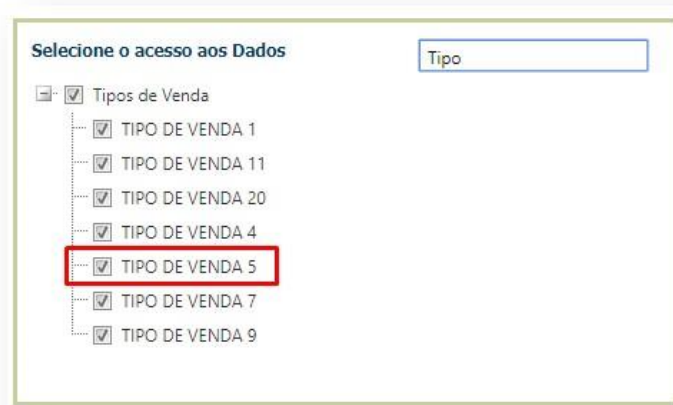 Selecione o acesso aos Dados
Tipo
Tipos de Venda
TIPO DE VENDA 1
TIPO DE VENDA 11
TIPO DE VENDA 20
TIPO DE VENDA 4
TIPO DE VENDA 5
TIPO DE VENDA 7
TIPO DE VENDA 9